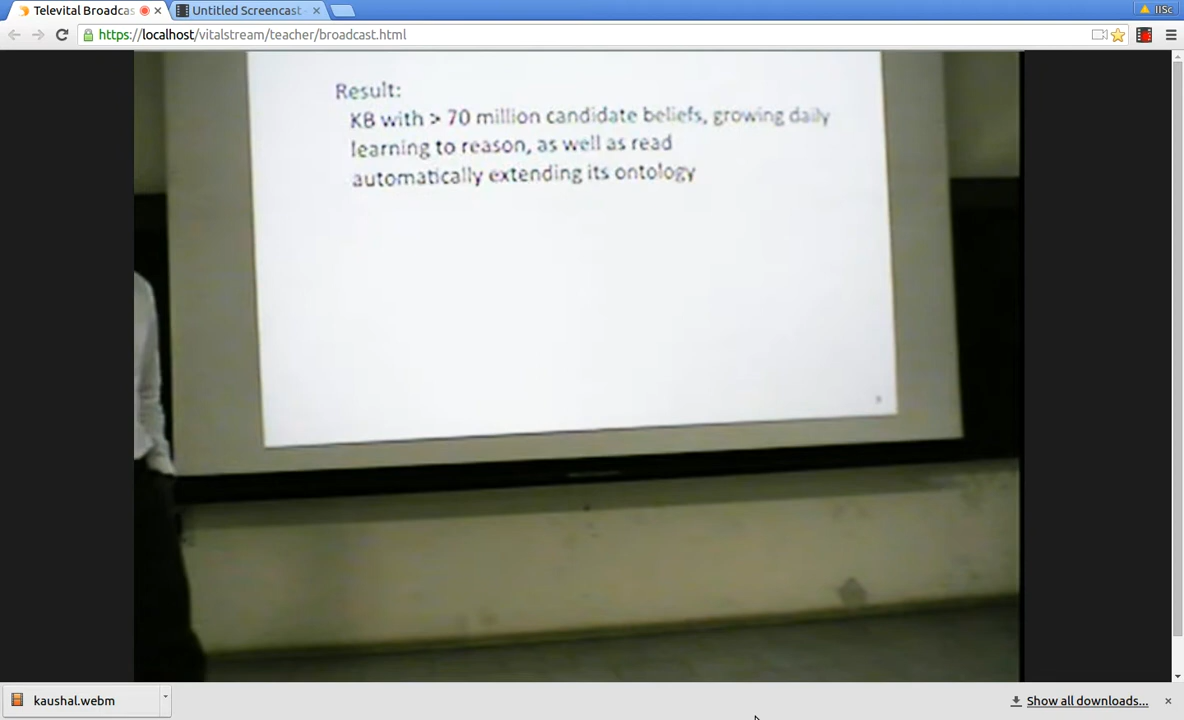 Televital Broadcas
Untitled Screencast
IISc
https://localhost/vitalstream/teacher/broadcast.html
Result:
KB with > 70 million candidate beliefs, growing daily
learning to reason, as well as read
automatically extending its ontology
kaushal.webm
Show all downloads...